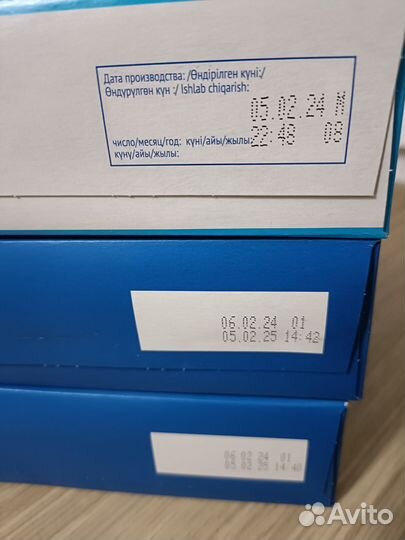 Дата производства: /Өндірілген күні:/
Өндүрүлгөн күн :/ Ishlab chiqarish:
05.02.24 N
22:48 08
число/месяц/год: күні/айы/жылы:
күнү/айы/жылы:
06.02.24 01
05.02.25 14:42
06 02 24 01
05 02 25 14:40
Avito